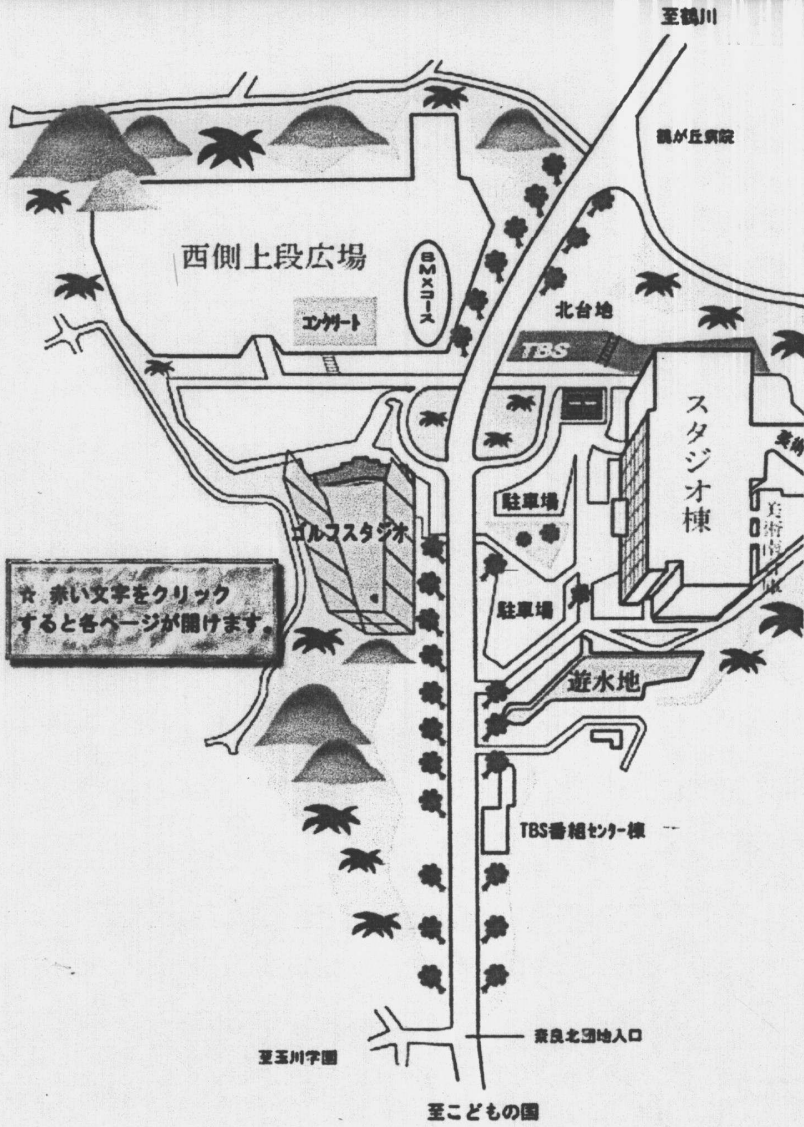 至鶴川
鶴が丘病院
西側上段広場
BMXコース
コンクリート
北台地
TBS
スタジオ棟
美術
駐車場
ゴルフスタジオ
☆ 赤い文字をクリック
すると各ページが開けます。
駐車場
遊水地
TBS番組センター棟
奈良北団地入口
至玉川学園
至こどもの国